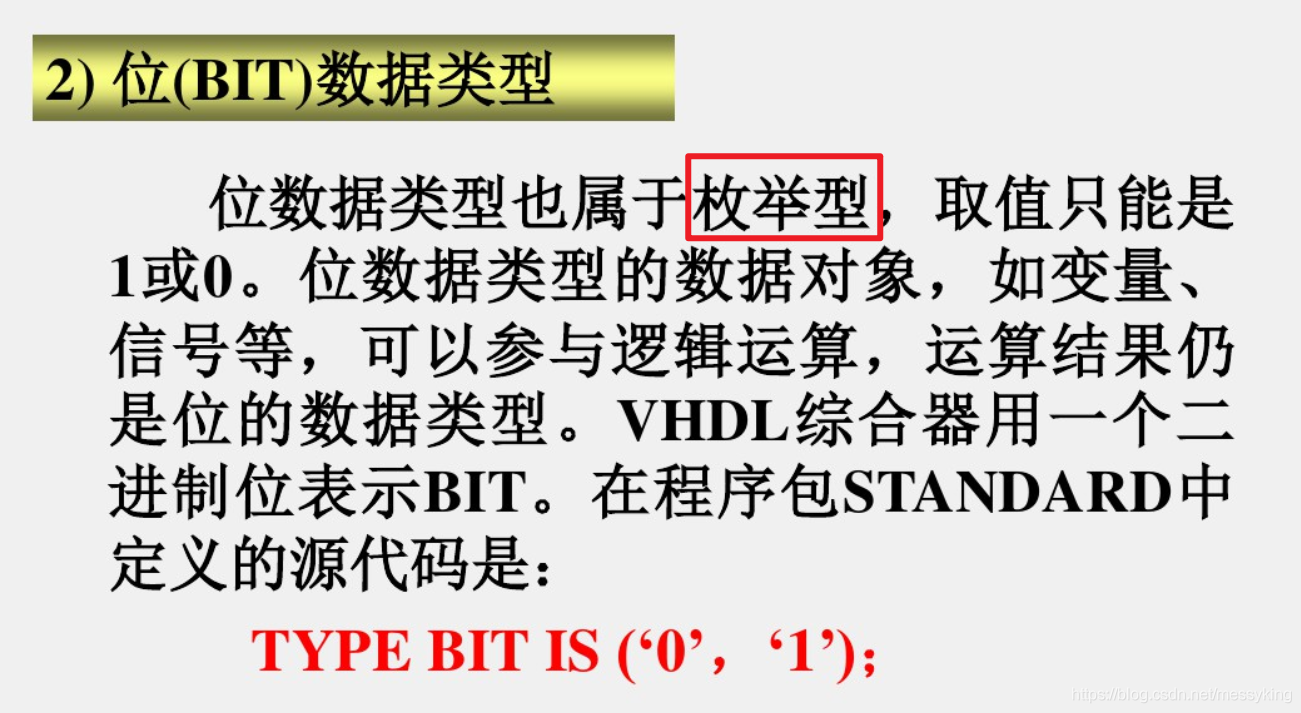 2) 位(BIT)数据类型
位数据类型也属于枚举型，取值只能是
1或0。位数据类型的数据对象，如变量、
信号等，可以参与逻辑运算，运算结果仍
是位的数据类型。VHDL综合器用一个二
进制位表示BIT。在程序包STANDARD中
定义的源代码是：
TYPE BIT IS (‘0’，‘1’)；
https://blog.csdn.net/messyking